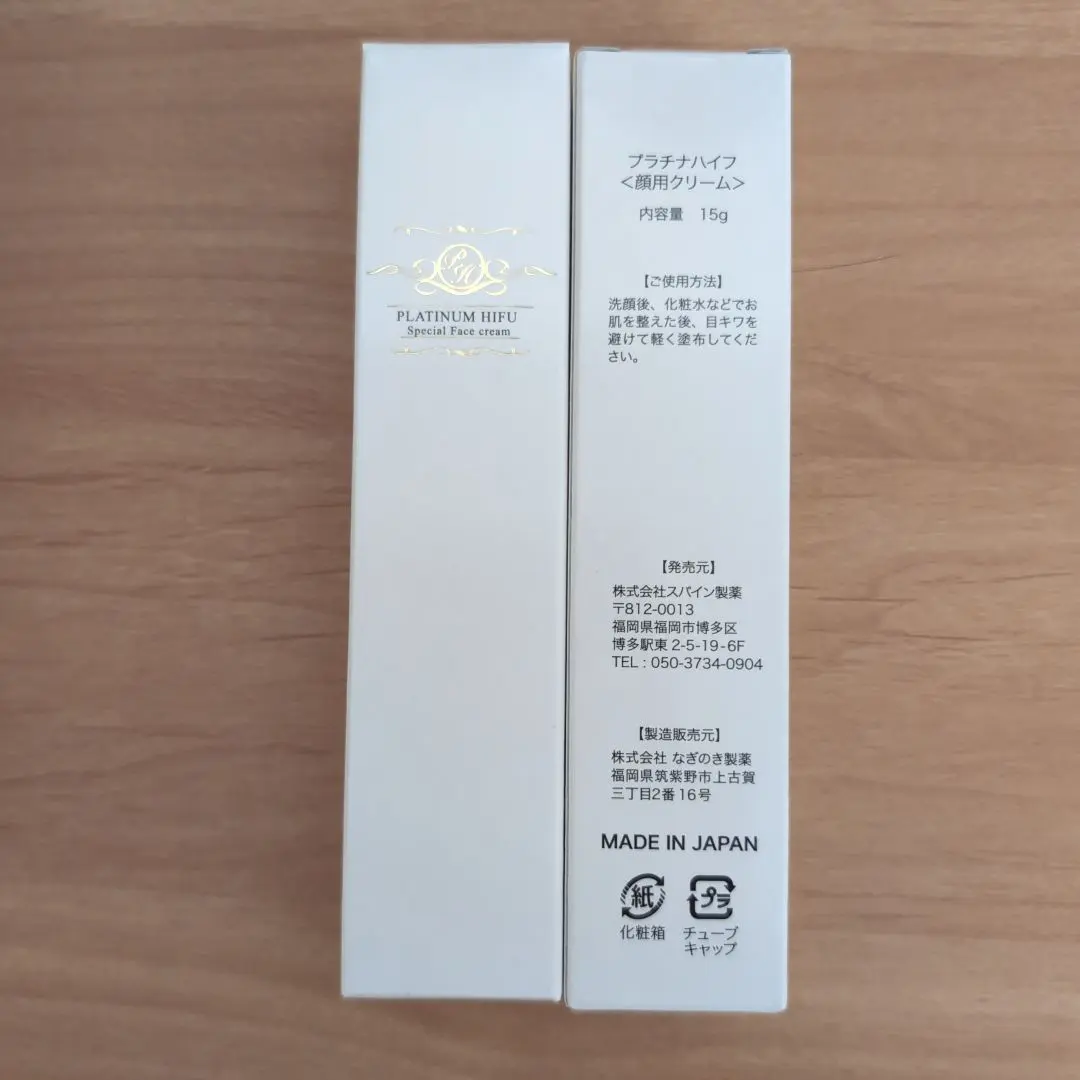 PH
PLATINUM HIFU
Special Face cream
プラチナハイフ
＜顔用クリーム＞
内容量　15g
【ご使用方法】
洗顔後、化粧水などでお
肌を整えた後、目キワを
避けて軽く塗布してくだ
さい。
【発売元】
株式会社スパイン製薬
〒812-0013
福岡県福岡市博多区
博多駅東 2-5-19-6F
TEL : 050-3734-0904
【製造販売元】
株式会社 なぎのき製薬
福岡県筑紫野市上古賀
三丁目2番16号
MADE IN JAPAN
紙
プラ
化粧箱
チューブ
キャップ